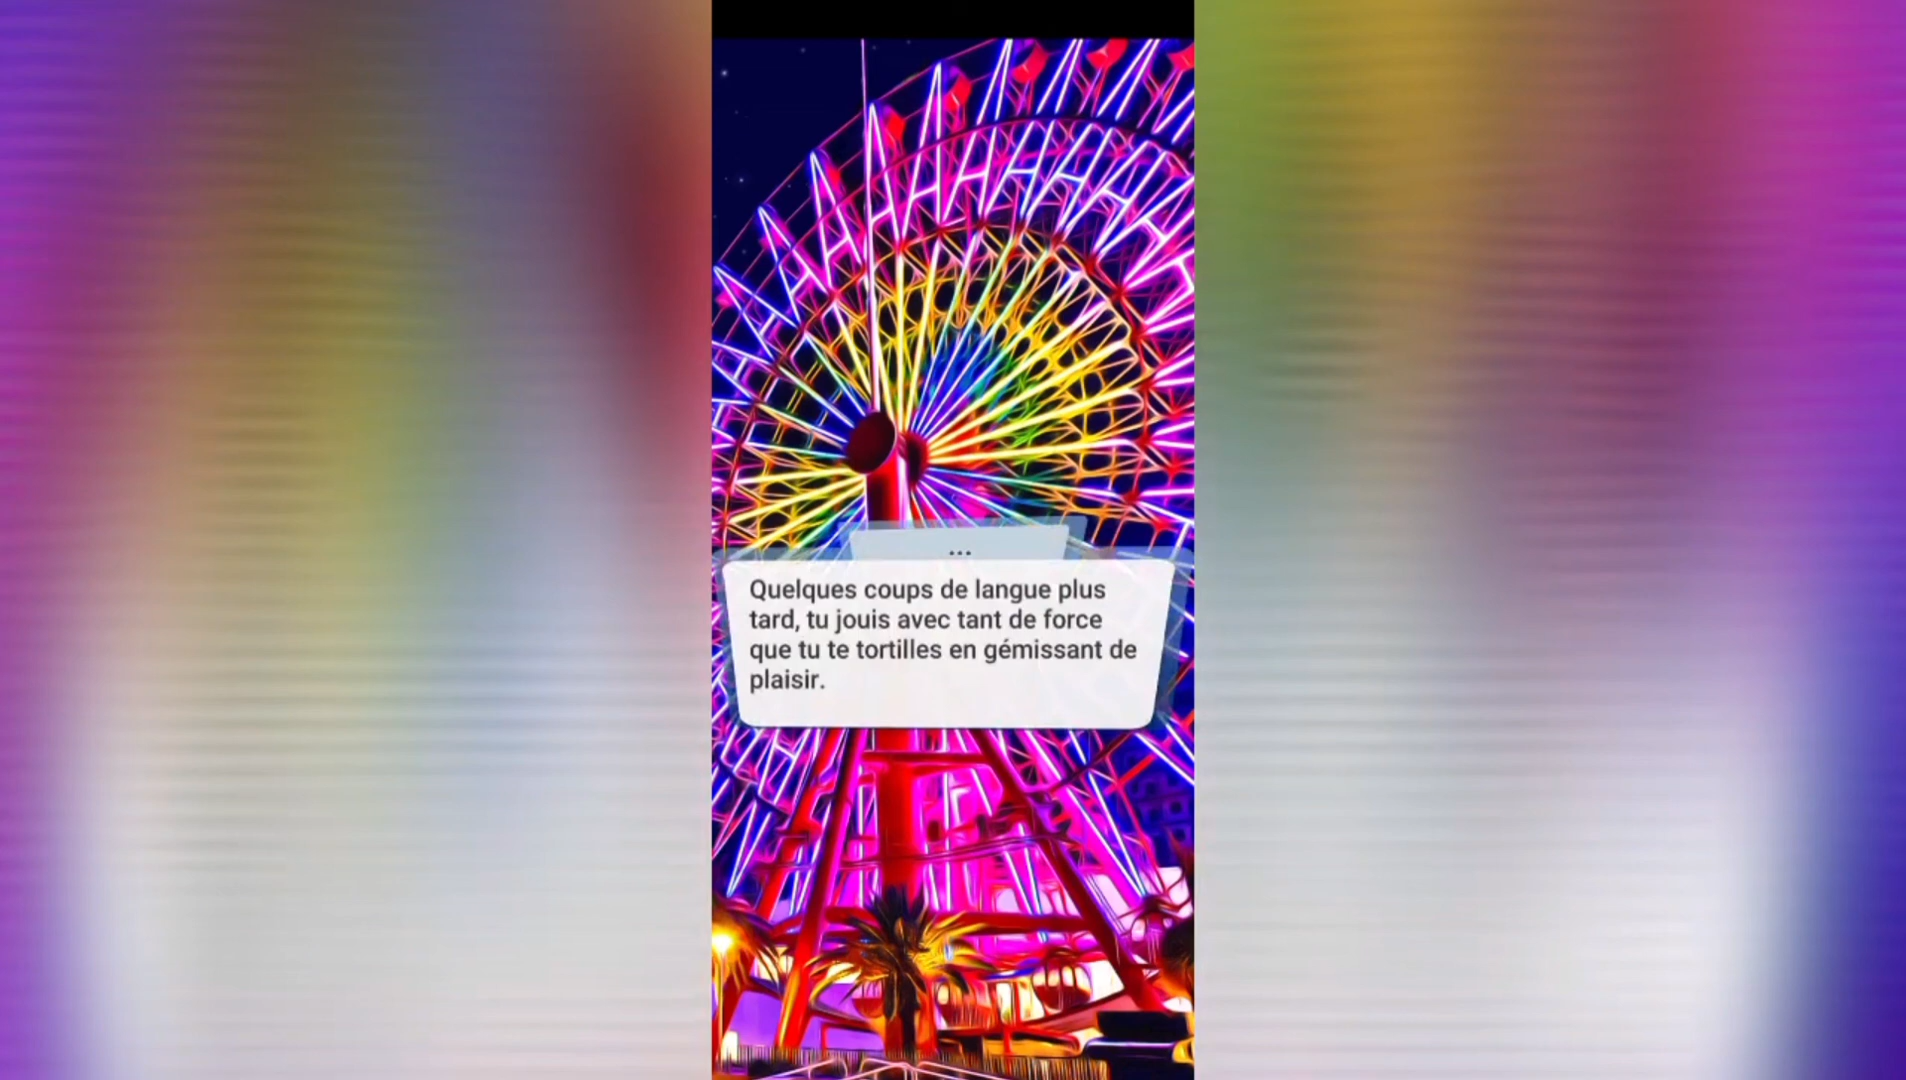 ...
Quelques coups de langue plus
tard, tu jouis avec tant de force
que tu te tortilles en gémissant de
plaisir.